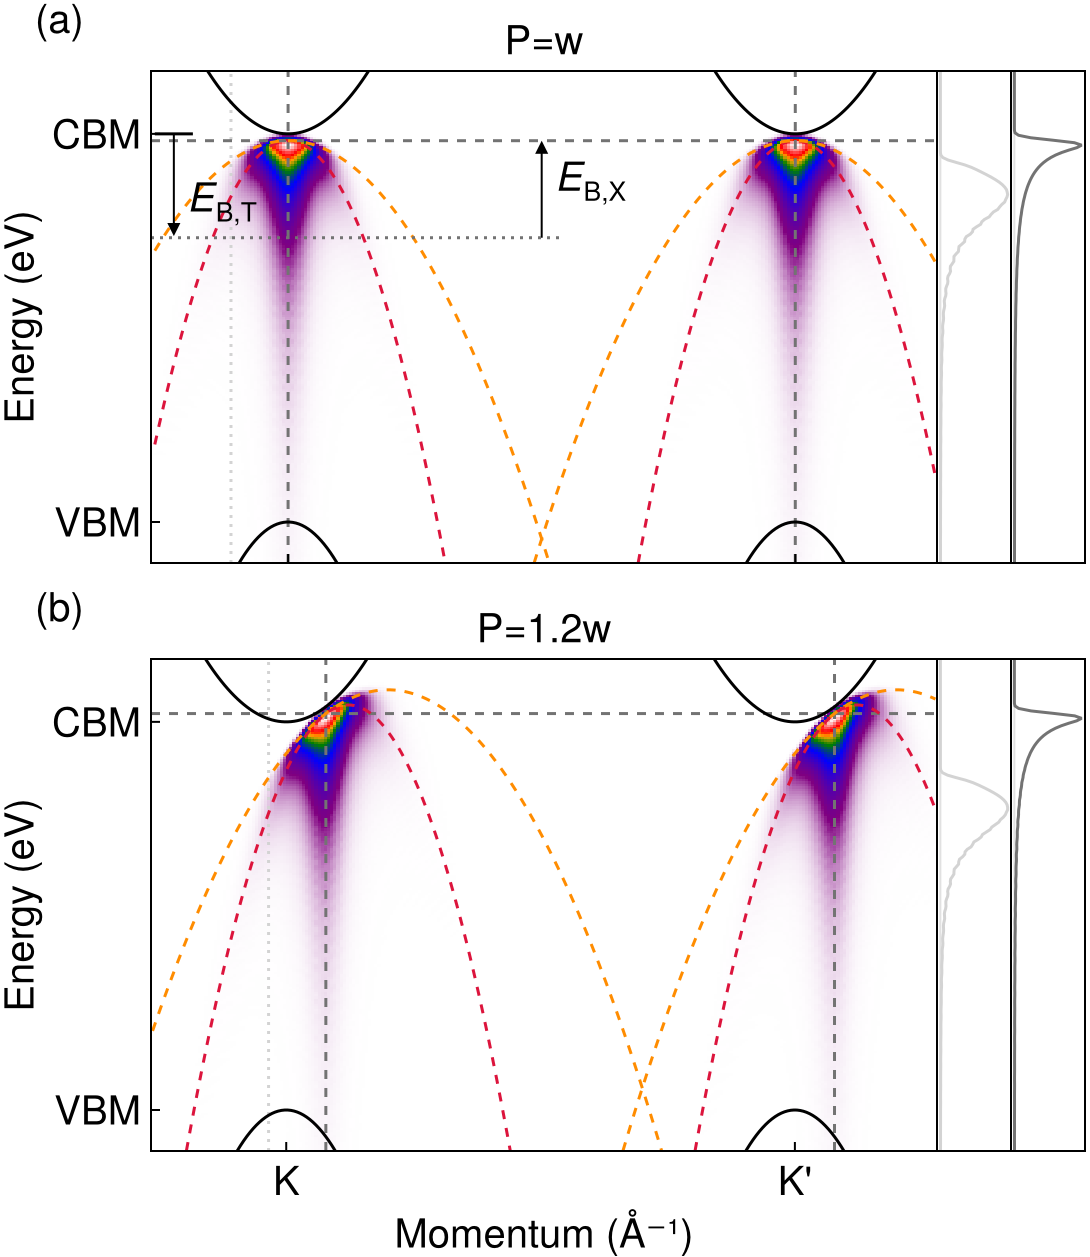 (a)
P=w
CBM
E_B,T
E_B,X
Energy (eV)
VBM
(b)
P=1.2w
CBM
Energy (eV)
VBM
K
K'
Momentum (Å⁻¹)